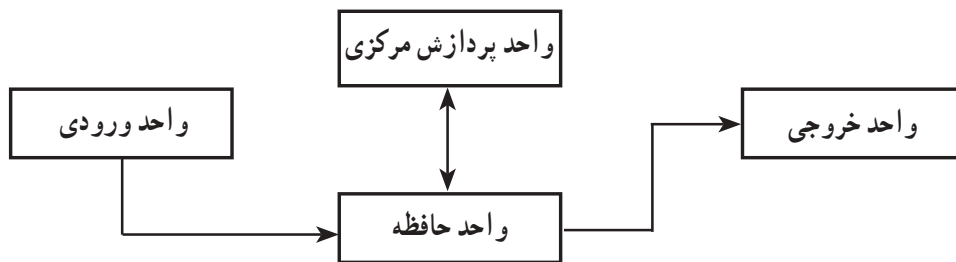 واحد پردازش مرکزی
واحد خروجی
واحد ورودی
واحد حافظه